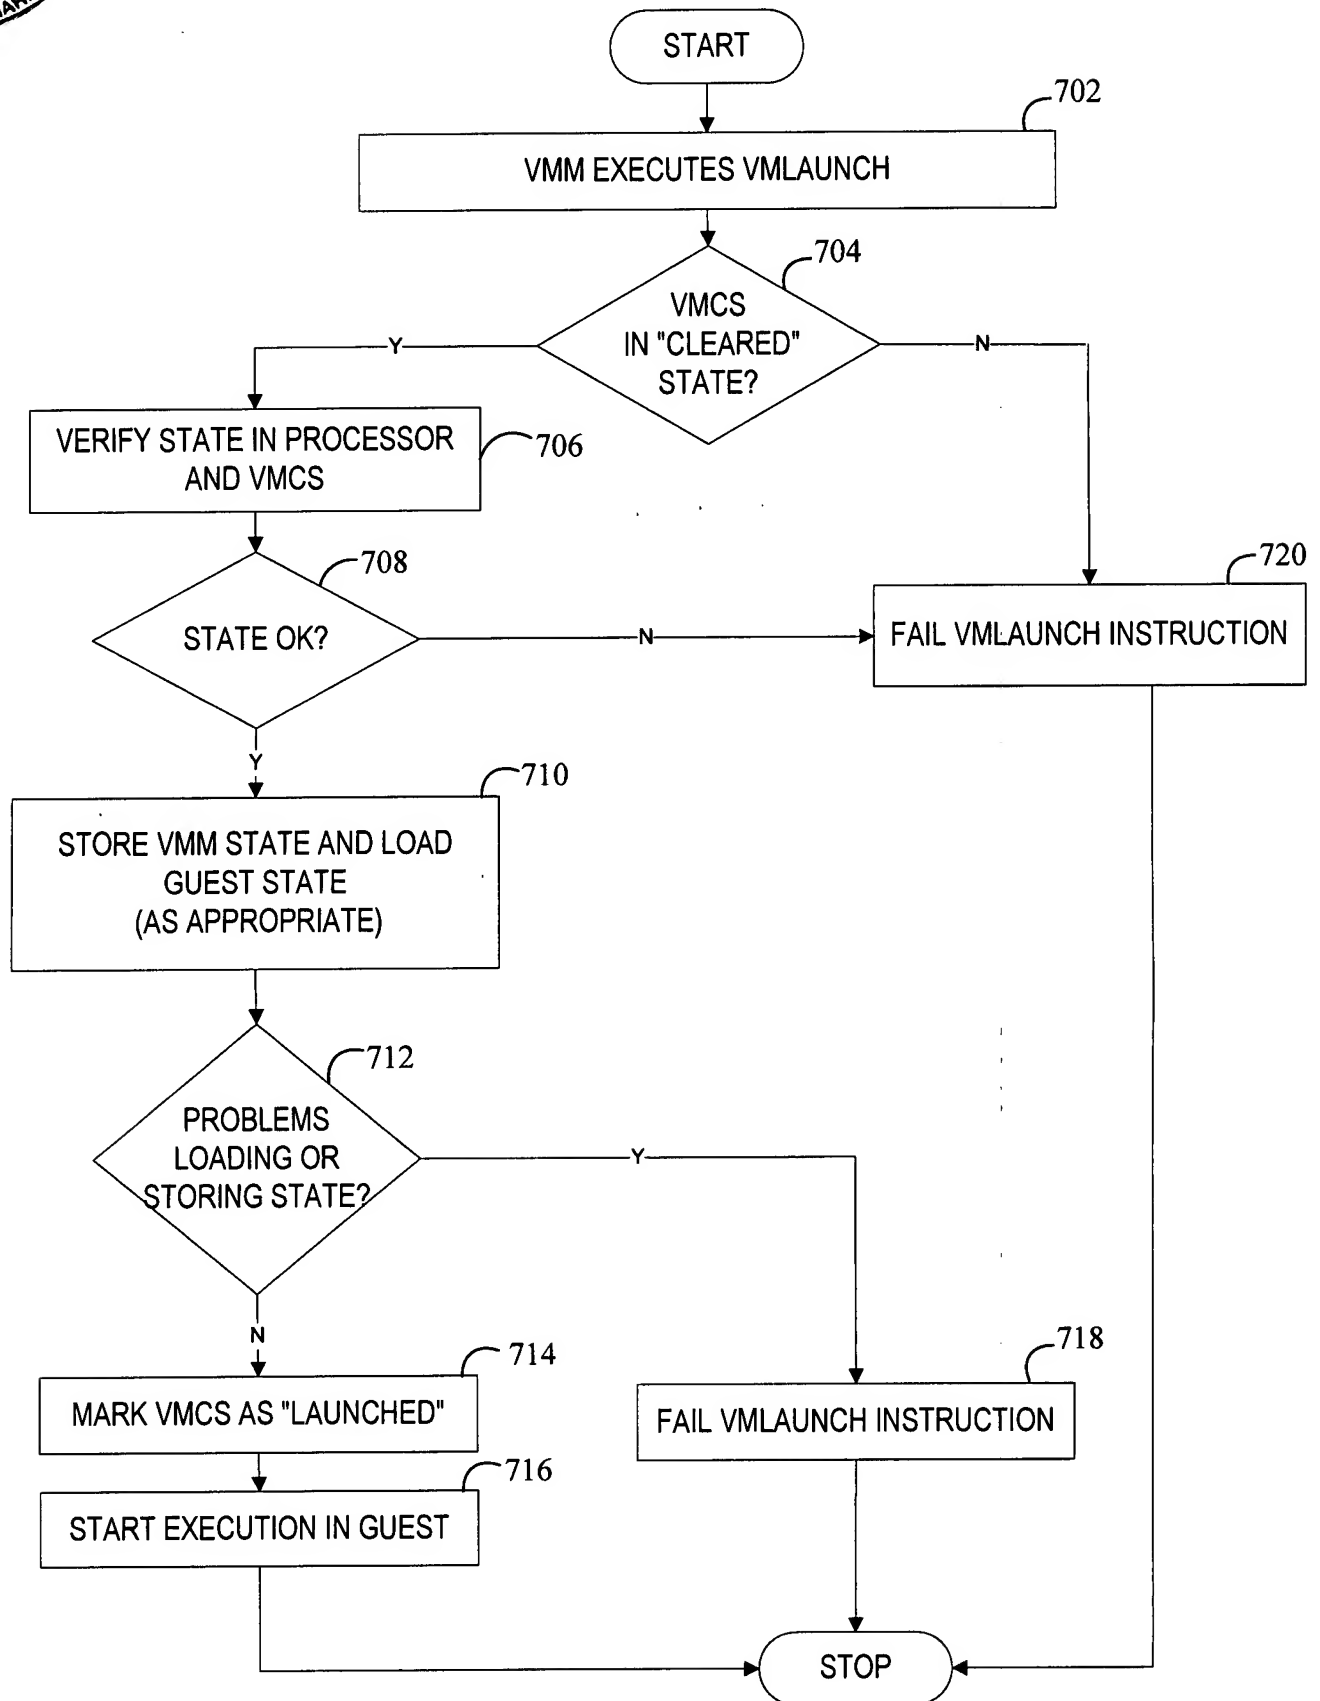 START
702
VMM EXECUTES VMLAUNCH
704
VMCS
IN "CLEARED"
STATE?
Y
N
VERIFY STATE IN PROCESSOR
AND VMCS
706
708
STATE OK?
N
720
FAIL VMLAUNCH INSTRUCTION
Y
710
STORE VMM STATE AND LOAD
GUEST STATE
(AS APPROPRIATE)
712
PROBLEMS
LOADING OR
STORING STATE?
Y
N
714
MARK VMCS AS "LAUNCHED"
718
FAIL VMLAUNCH INSTRUCTION
716
START EXECUTION IN GUEST
STOP